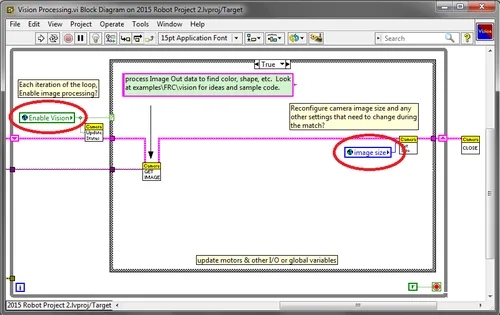 Vision Processing.vi Block Diagram on 2015 Robot Project 2.lvproj/Target
File Edit View Project Operate Tools Window Help
15pt Application Font
Search
Vision
True
process Image Out data to find color, shape, etc. Look
at examples\FRC\vision for ideas and sample code.
Each iteration of the loop,
Enable image processing?
Reconfigure camera image size and any
other settings that need to change during
the match?
Enable Vision
Camera
Update
Status
Camera
GET
IMAGE
image size
Camera
Camera
CLOSE
update motors & other I/O or global variables
i
F
2015 Robot Project 2.lvproj/Target